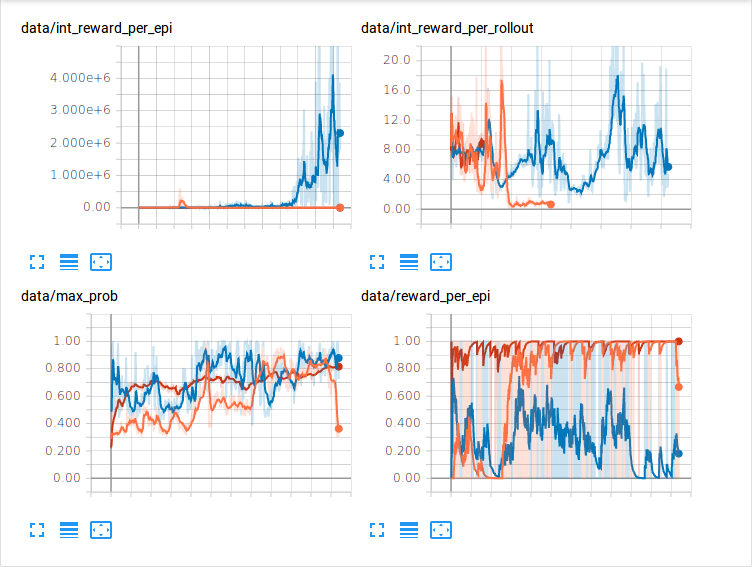 data/int_reward_per_epi
4.000e+6
3.000e+6
2.000e+6
1.000e+6
0.00
data/int_reward_per_rollout
20.0
16.0
12.0
8.00
4.00
0.00
data/max_prob
1.00
0.800
0.600
0.400
0.200
0.00
data/reward_per_epi
1.00
0.800
0.600
0.400
0.200
0.00